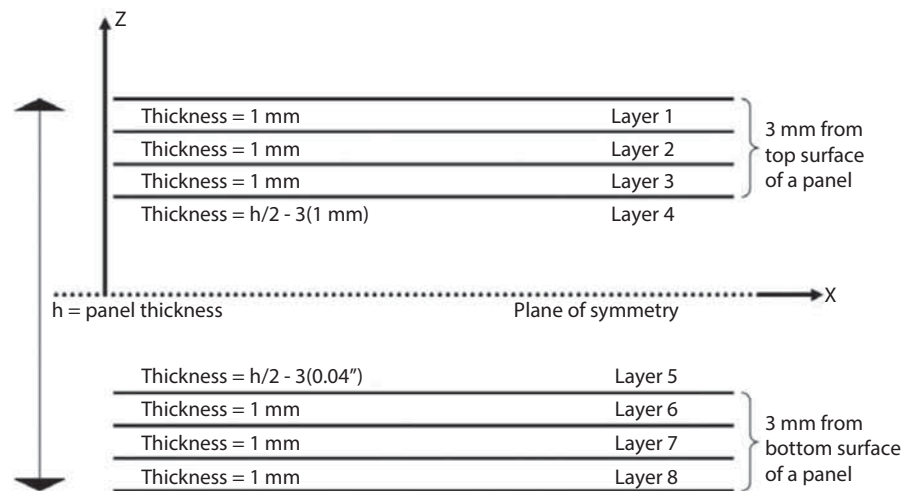 Z
Thickness = 1 mm Layer 1
Thickness = 1 mm Layer 2
Thickness = 1 mm Layer 3
3 mm from
top surface
of a panel
Thickness = h/2 - 3(1 mm) Layer 4
X
h = panel thickness Plane of symmetry
Thickness = h/2 - 3(0.04″) Layer 5
Thickness = 1 mm Layer 6
Thickness = 1 mm Layer 7
Thickness = 1 mm Layer 8
3 mm from
bottom surface
of a panel